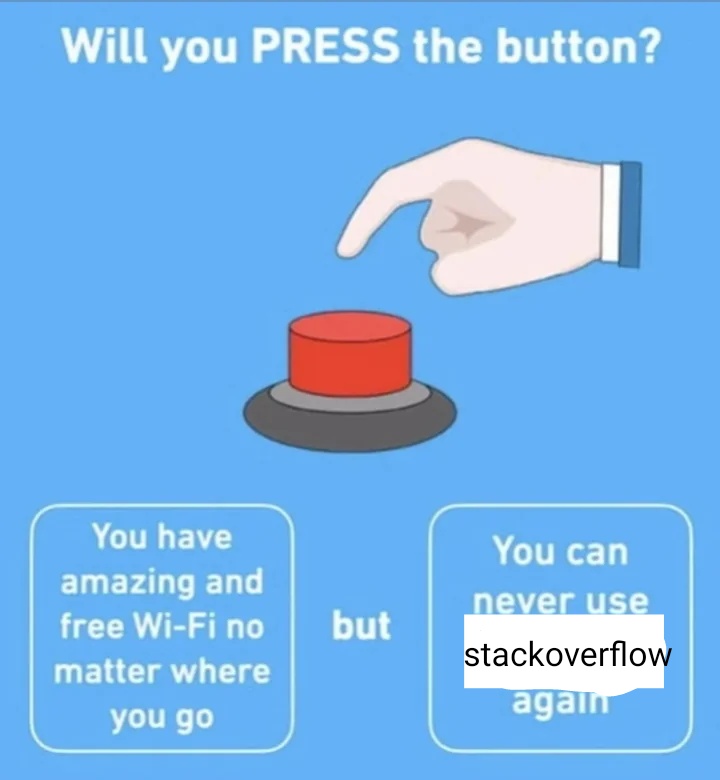 Will you PRESS the button?
You have
amazing and
free Wi-Fi no
matter where
you go
but
You can
never use
stackoverflow
again